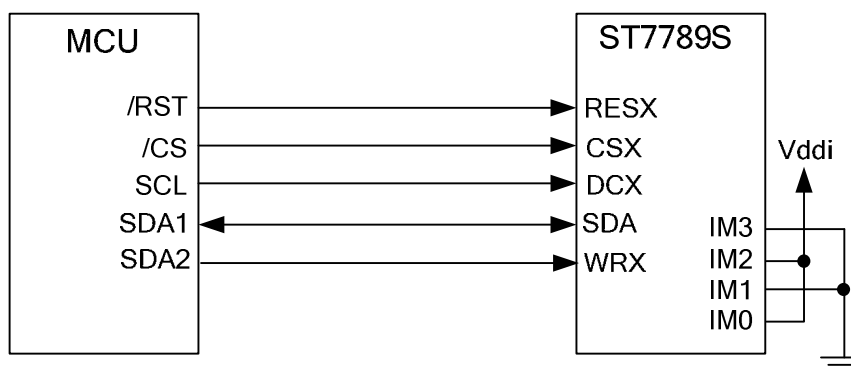 MCU
ST7789S
/RST
RESX
/CS
CSX
Vddi
SCL
DCX
SDA1
SDA
IM3
SDA2
WRX
IM2
IM1
IM0